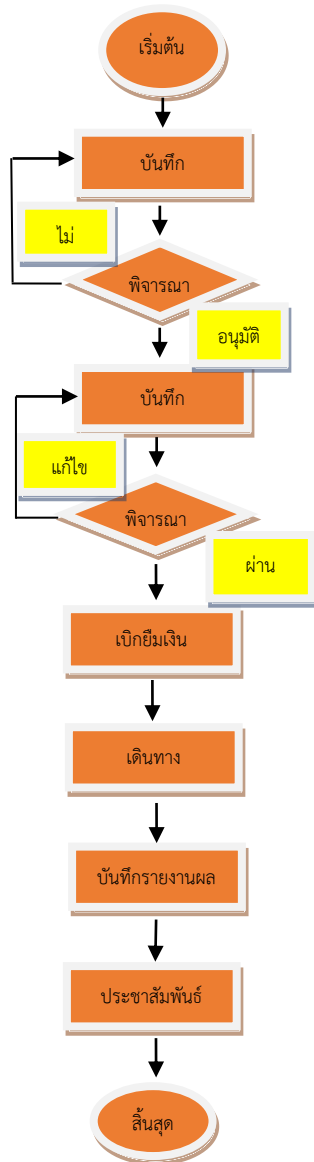 เริ่มต้น
บันทึก
ไม่
พิจารณา
อนุมัติ
บันทึก
แก้ไข
พิจารณา
ผ่าน
เบิกยืมเงิน
เดินทาง
บันทึกรายงานผล
ประชาสัมพันธ์
สิ้นสุด